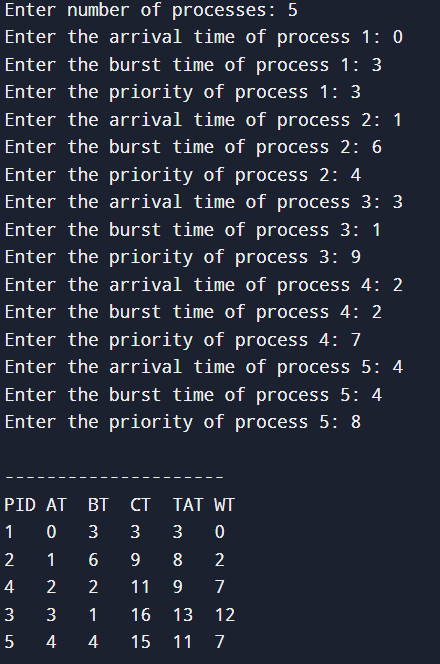 Enter number of processes: 5
Enter the arrival time of process 1: 0
Enter the burst time of process 1: 3
Enter the priority of process 1: 3
Enter the arrival time of process 2: 1
Enter the burst time of process 2: 6
Enter the priority of process 2: 4
Enter the arrival time of process 3: 3
Enter the burst time of process 3: 1
Enter the priority of process 3: 9
Enter the arrival time of process 4: 2
Enter the burst time of process 4: 2
Enter the priority of process 4: 7
Enter the arrival time of process 5: 4
Enter the burst time of process 5: 4
Enter the priority of process 5: 8
---------------------
PID AT  BT  CT  TAT WT
1   0   3   3   3   0
2   1   6   9   8   2
4   2   2   11  9   7
3   3   1   16  13  12
5   4   4   15  11  7